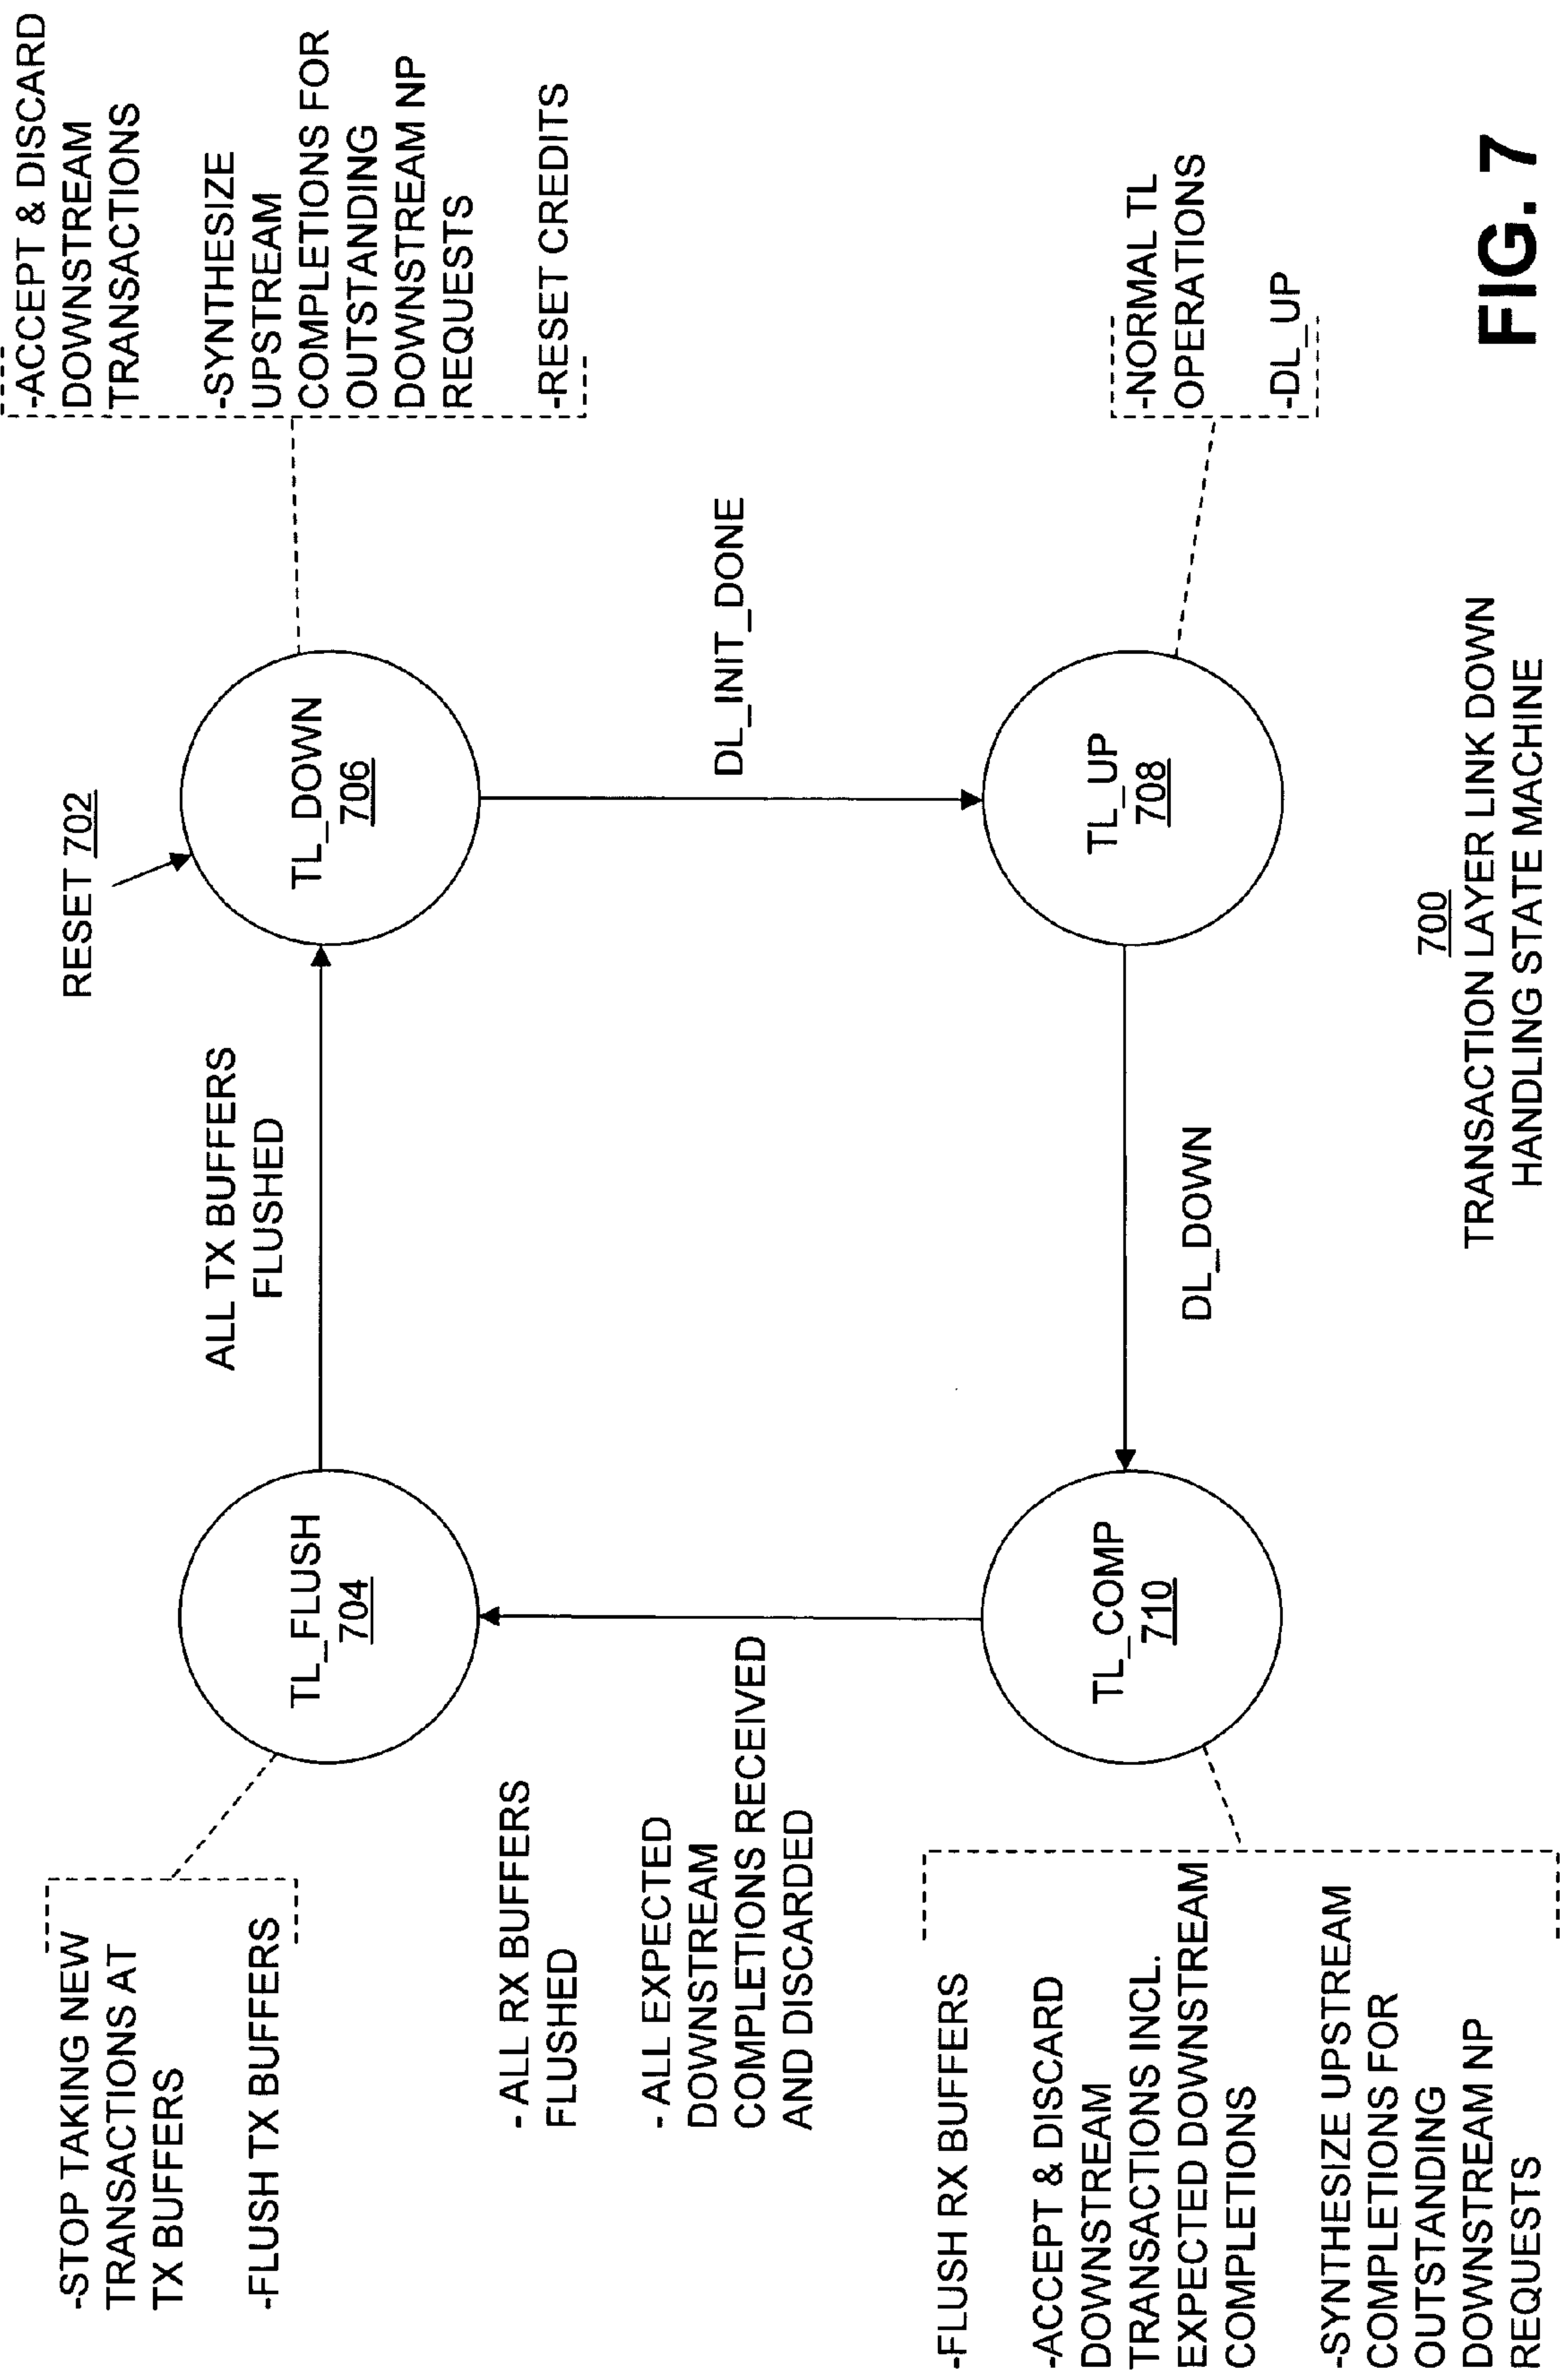 -STOP TAKING NEW
TRANSACTIONS AT
TX BUFFERS
-FLUSH TX BUFFERS
TL_FLUSH
704
ALL TX BUFFERS
FLUSHED
RESET 702
TL_DOWN
706
-ACCEPT & DISCARD
DOWNSTREAM
TRANSACTIONS
-SYNTHESIZE
UPSTREAM
COMPLETIONS FOR
OUTSTANDING
DOWNSTREAM NP
REQUESTS
-RESET CREDITS
- ALL RX BUFFERS
FLUSHED
- ALL EXPECTED
DOWNSTREAM
COMPLETIONS RECEIVED
AND DISCARDED
DL_INIT_DONE
-FLUSH RX BUFFERS
-ACCEPT & DISCARD
DOWNSTREAM
TRANSACTIONS INCL.
EXPECTED DOWNSTREAM
COMPLETIONS
-SYNTHESIZE UPSTREAM
COMPLETIONS FOR
OUTSTANDING
DOWNSTREAM NP
REQUESTS
TL_COMP
710
DL_DOWN
TL_UP
708
-NORMAL TL
OPERATIONS
-DL_UP
700
TRANSACTION LAYER LINK DOWN
HANDLING STATE MACHINE
FIG. 7